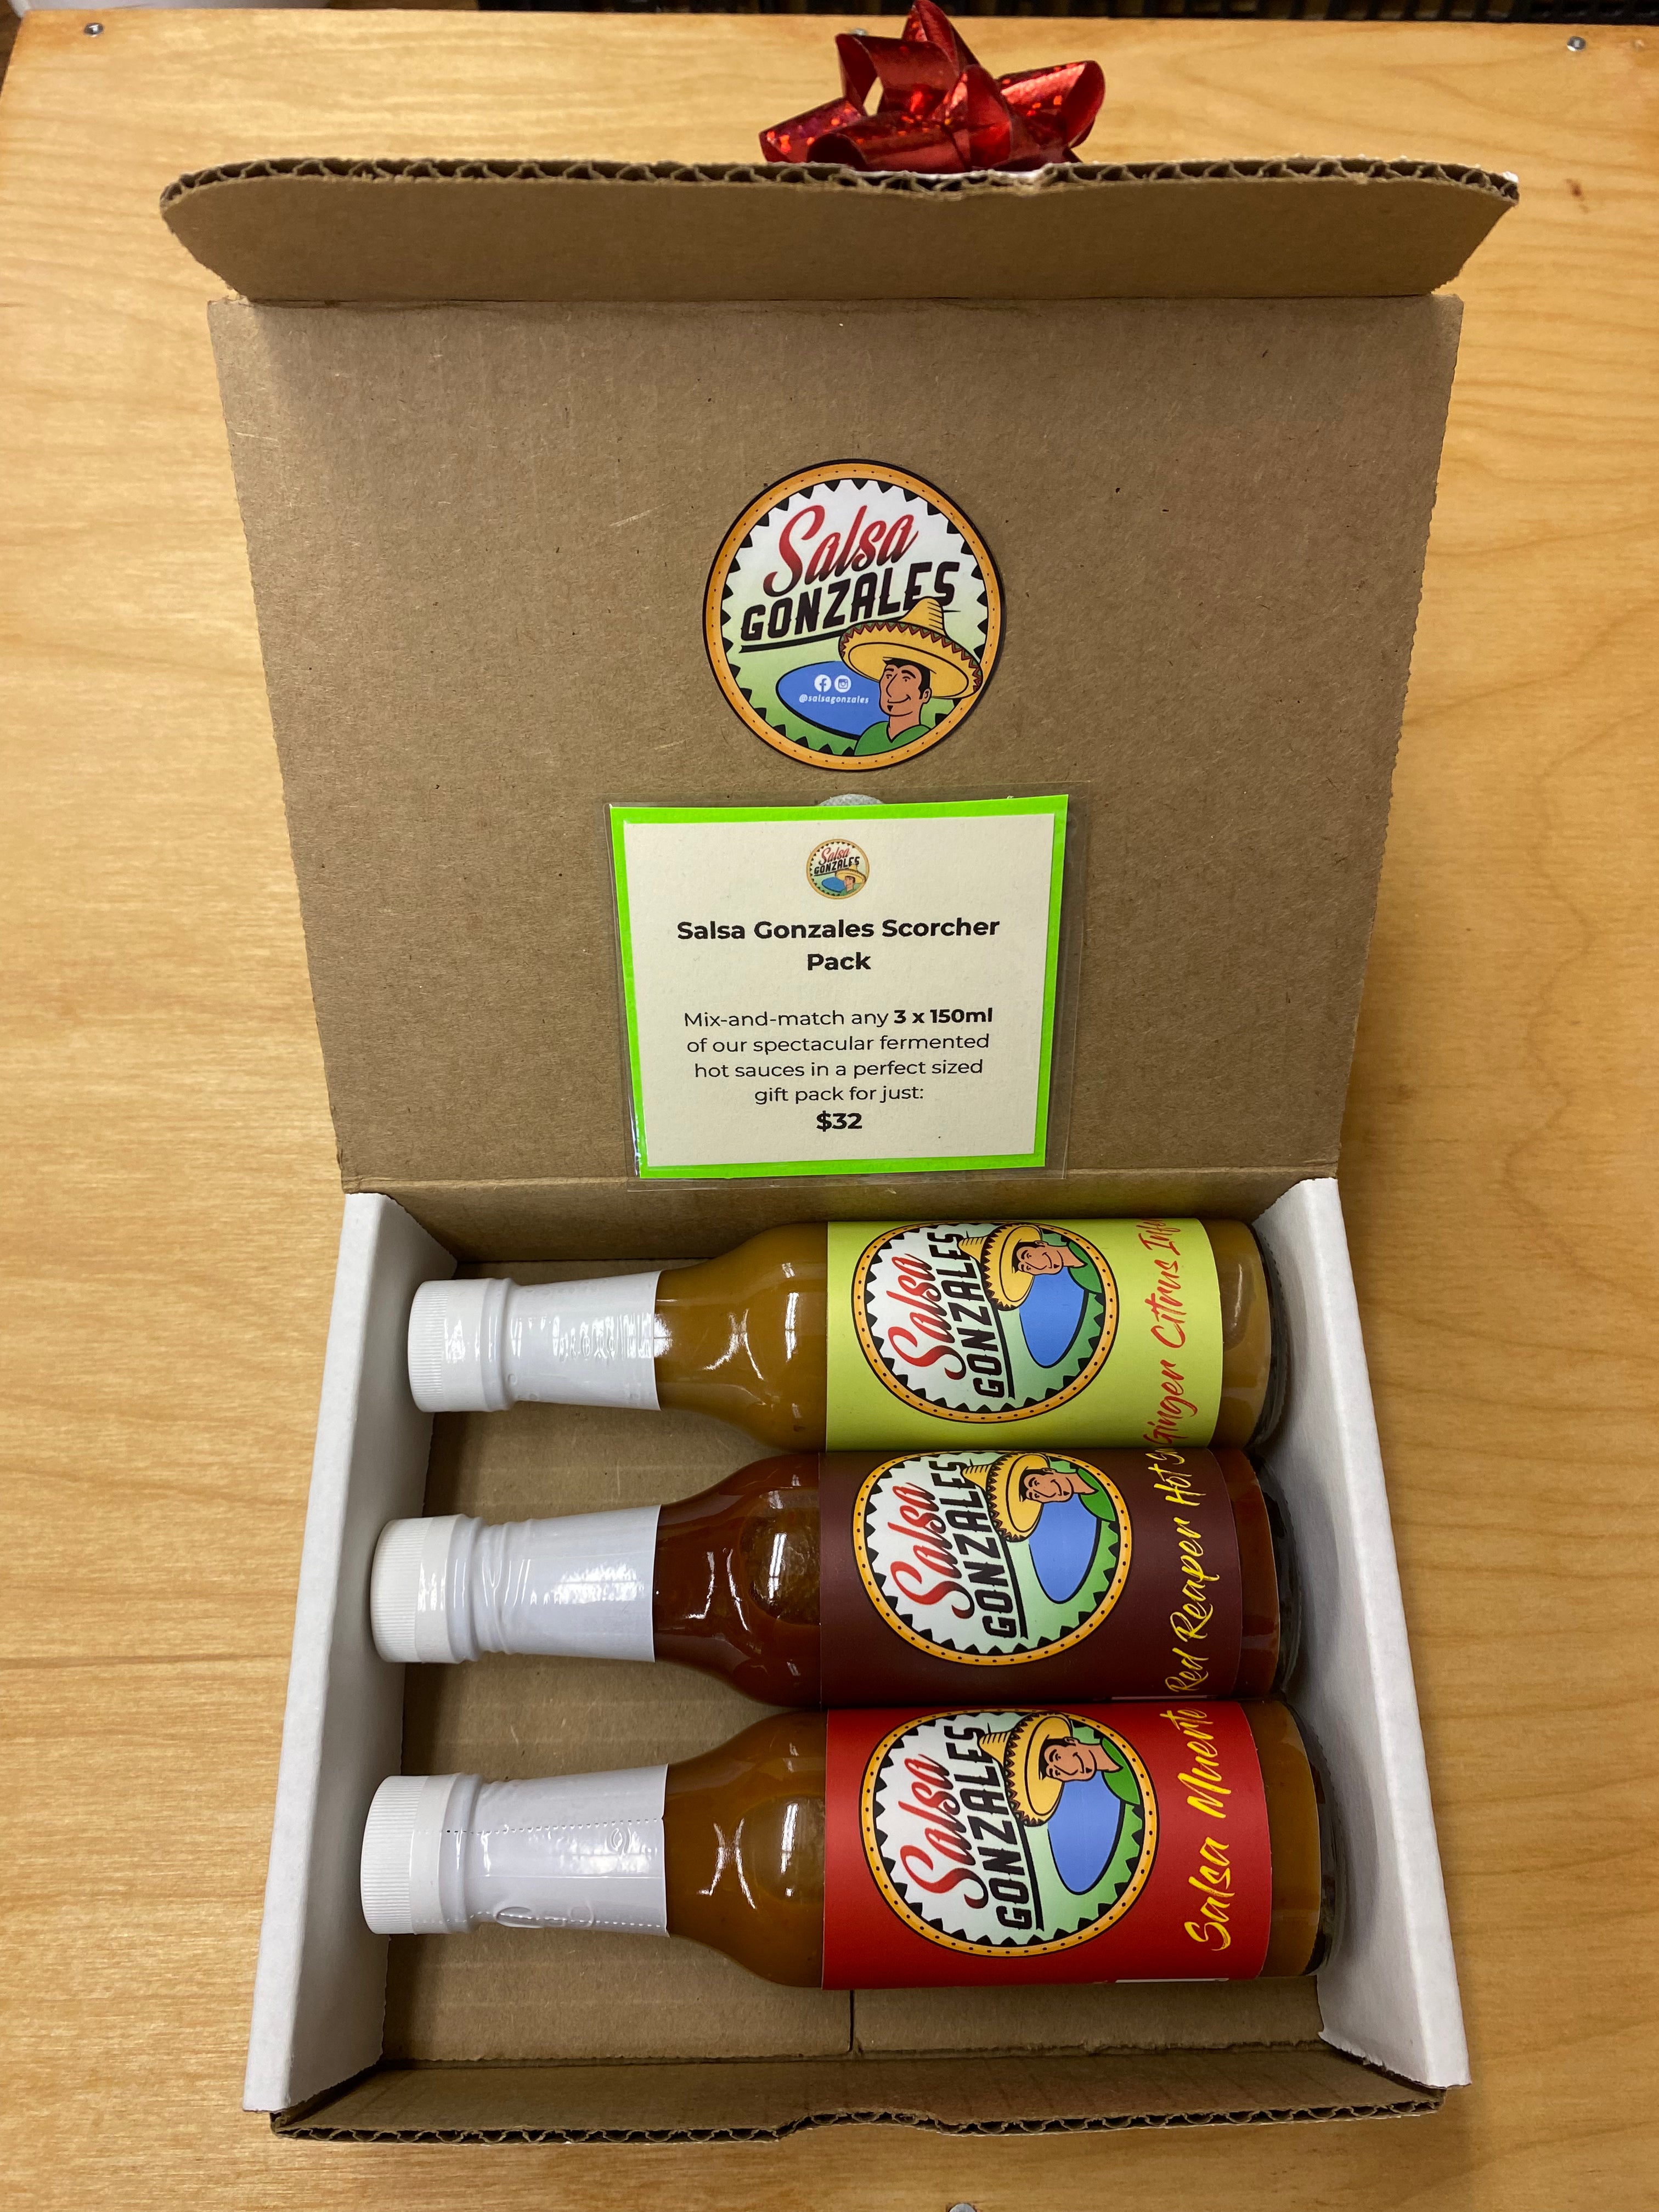 Salsa
GONZALES
@salsagonzales
Salsa
GONZALES
Salsa Gonzales Scorcher
Pack
Mix-and-match any 3 x 150ml
of our spectacular fermented
hot sauces in a perfect sized
gift pack for just:
$32
Salsa
GONZALES
Ginger Citrus
Salsa
GONZALES
Red Reaper Hot
Salsa
GONZALES
Salsa Muerte